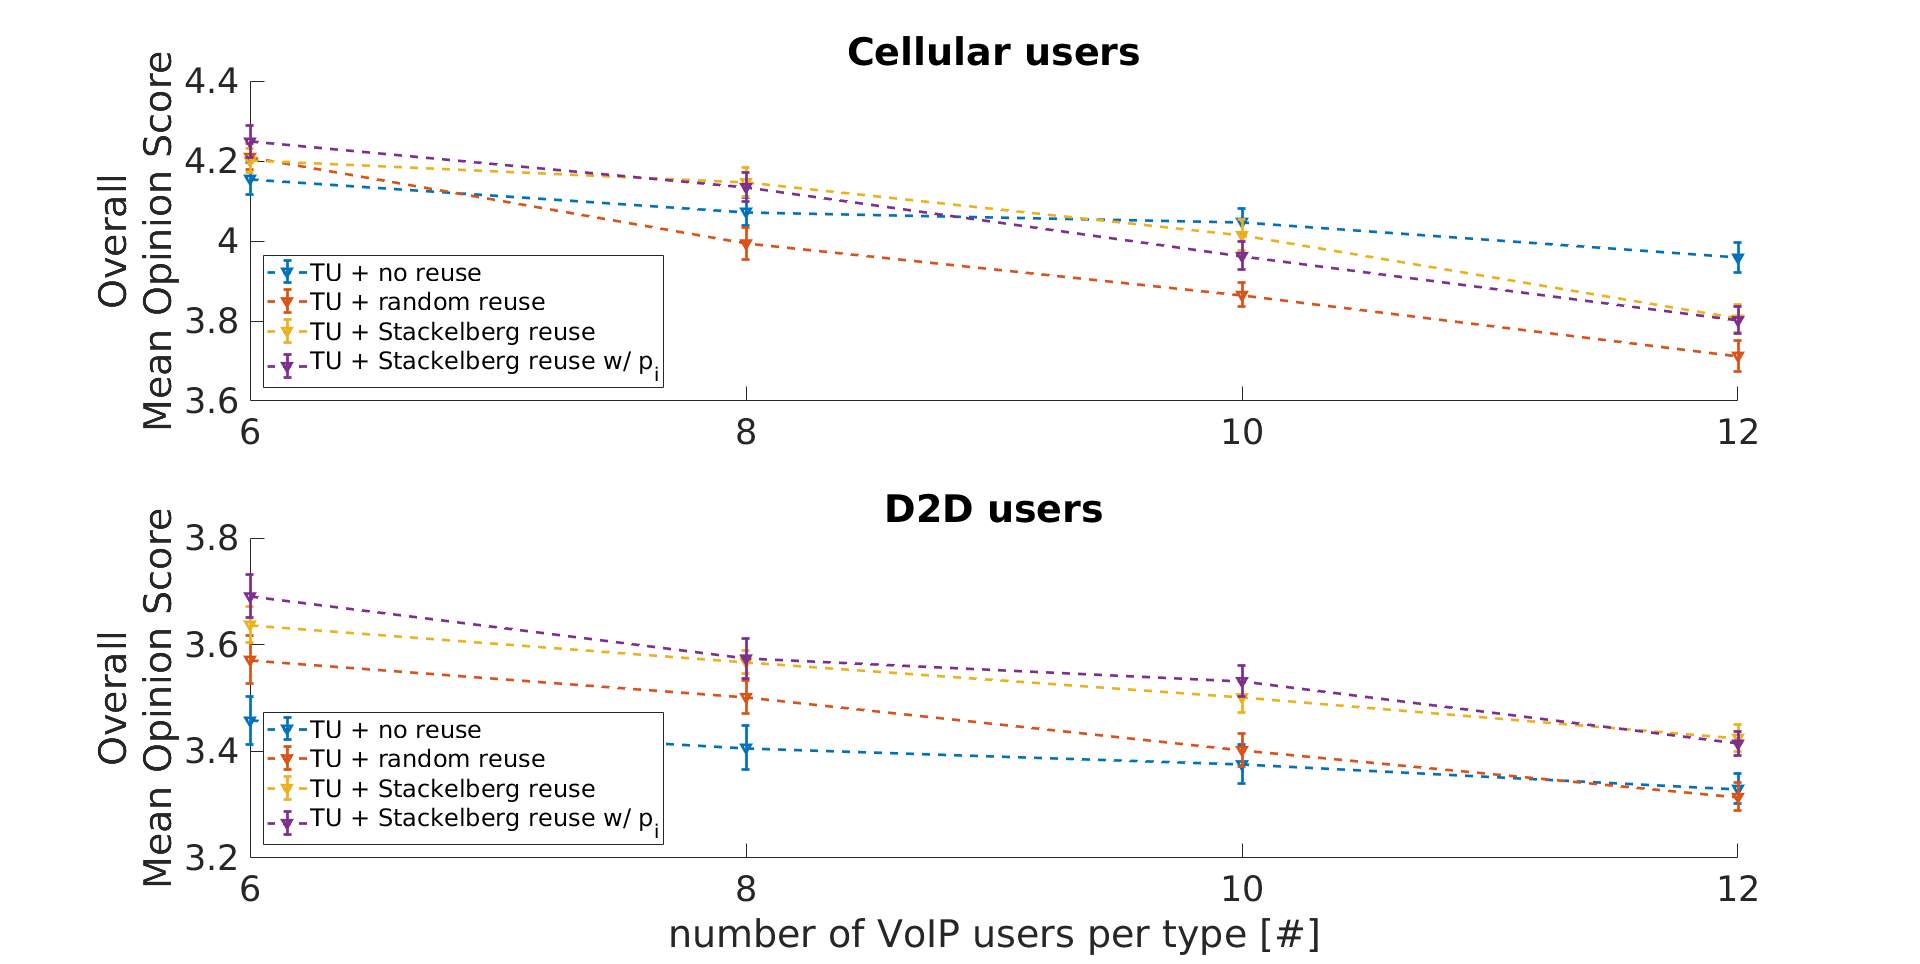 Cellular users
Overall
Mean Opinion Score
4.4
4.2
4
3.8
3.6
TU + no reuse
TU + random reuse
TU + Stackelberg reuse
TU + Stackelberg reuse w/ pi
6 8 10 12
D2D users
Overall
Mean Opinion Score
3.8
3.6
3.4
3.2
TU + no reuse
TU + random reuse
TU + Stackelberg reuse
TU + Stackelberg reuse w/ pi
6 8 10 12
number of VoIP users per type [#]